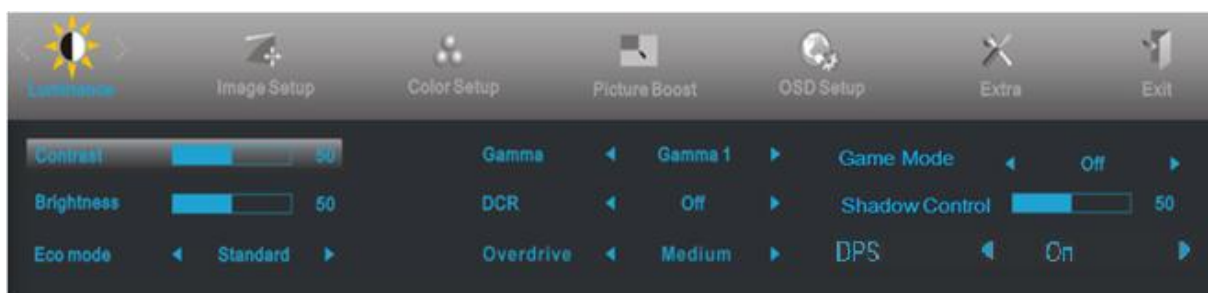 Luminance Image Setup Color Setup Picture Boost OSD Setup Extra Exit
Contrast 50 Gamma Gamma 1 Game Mode Off
Brightness 50 DCR Off Shadow Control 50
Eco mode Standard Overdrive Medium DPS On